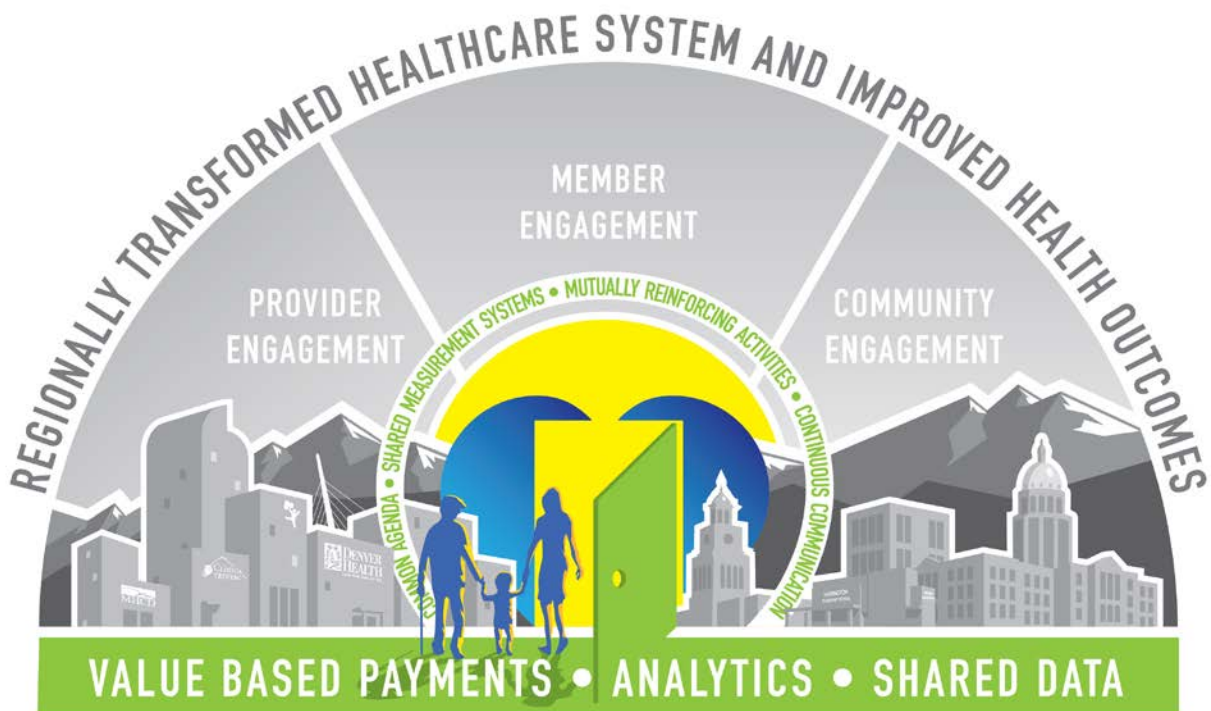 REGIONALLY TRANSFORMED HEALTHCARE SYSTEM AND IMPROVED HEALTH OUTCOMES
MEMBER
ENGAGEMENT
PROVIDER
ENGAGEMENT
COMMUNITY
ENGAGEMENT
COMMON AGENDA • SHARED MEASUREMENT SYSTEMS • MUTUALLY REINFORCING ACTIVITIES • CONTINUOUS COMMUNICATION
MHCD
DENVER
HEALTH
VALUE BASED PAYMENTS • ANALYTICS • SHARED DATA